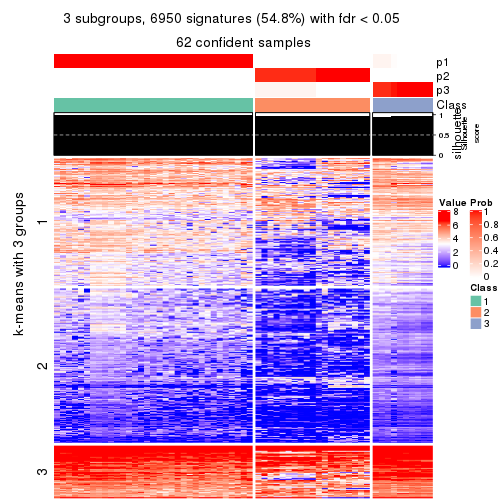 3 subgroups, 6950 signatures (54.8%) with fdr < 0.05
62 confident samples
p1
p2
p3
Class
silhouette
Silhouette
score
1
0.5
0
k-means with 3 groups
1
2
3
Value
8
6
4
2
0
Prob
1
0.8
0.6
0.4
0.2
0
Class
1
2
3